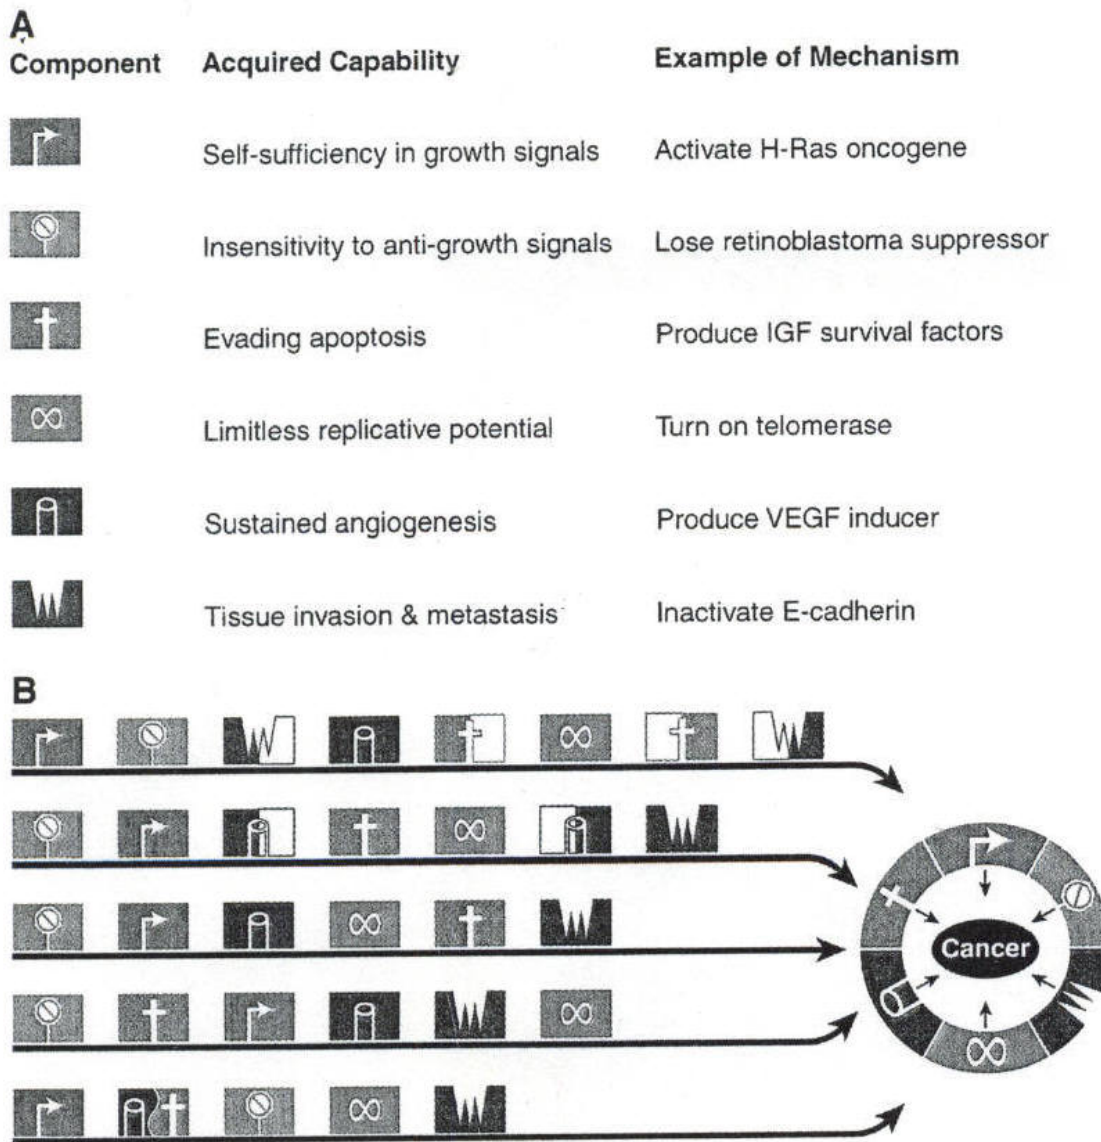 A
Component Acquired Capability Example of Mechanism
Self-sufficiency in growth signals Activate H-Ras oncogene
Insensitivity to anti-growth signals Lose retinoblastoma suppressor
Evading apoptosis Produce IGF survival factors
Limitless replicative potential Turn on telomerase
Sustained angiogenesis Produce VEGF inducer
Tissue invasion & metastasis Inactivate E-cadherin
B
Cancer